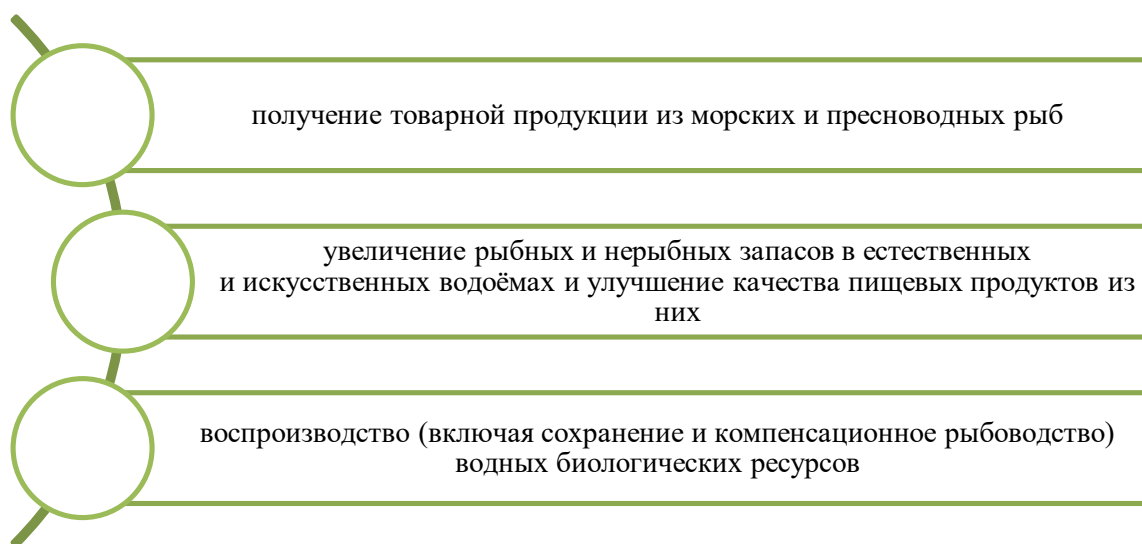 получение товарной продукции из морских и пресноводных рыб
увеличение рыбных и нерыбных запасов в естественных
и искусственных водоёмах и улучшение качества пищевых продуктов из
них
воспроизводство (включая сохранение и компенсационное рыбоводство)
водных биологических ресурсов